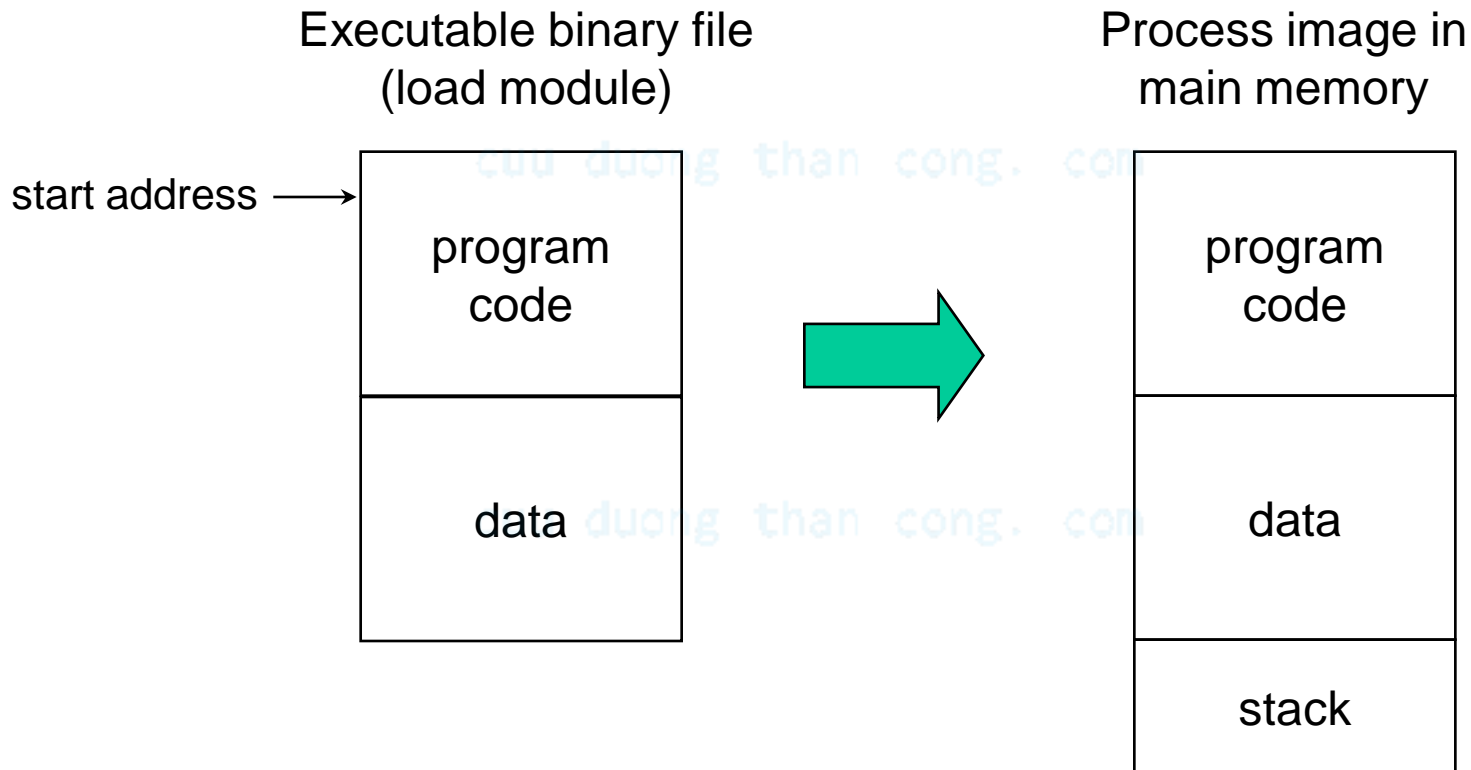 Executable binary file
(load module)
Process image in
main memory
cuu duong than cong. com
start address
program
code
program
code
data
duong than cong. com
data
stack